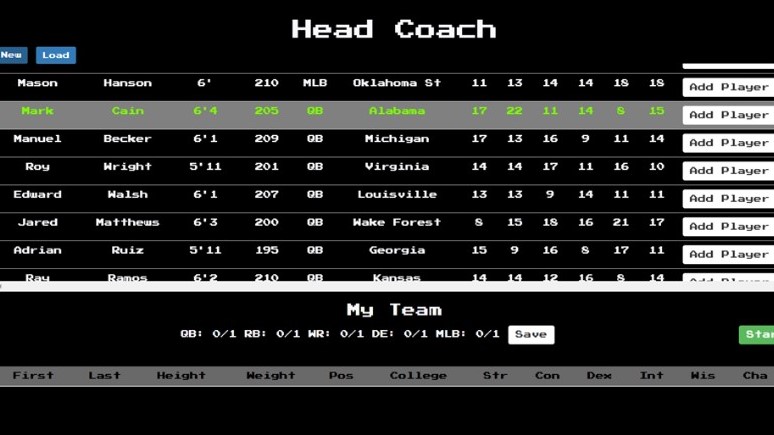 Head Coach
New Load
Mason Hanson 6' 210 MLB Oklahoma St 11 13 14 14 18 18 Add Player
Mark Cain 6'4 205 QB Alabama 17 22 11 14 8 15 Add Player
Manuel Becker 6'1 209 QB Michigan 17 13 16 9 11 14 Add Player
Roy Wright 5'11 201 QB Virginia 14 14 17 11 16 10 Add Player
Edward Walsh 6'1 207 QB Louisville 13 13 9 14 11 11 Add Player
Jared Matthews 6'3 200 QB Wake Forest 8 15 18 16 21 17 Add Player
Adrian Ruiz 5'11 195 QB Georgia 15 9 16 8 17 11 Add Player
Ray Ramos 6'2 210 QB Kansas 14 14 12 16 8 14 Add Player
My Team
QB: 0/1 RB: 0/1 WR: 0/1 DE: 0/1 MLB: 0/1 Save Star
First Last Height Weight Pos College Str Con Dex Int Wis Cha